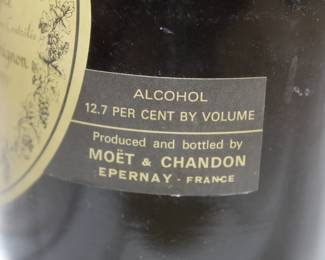 ALCOHOL
12.7 PER CENT BY VOLUME
Produced and bottled by
MOËT & CHANDON
EPERNAY - FRANCE